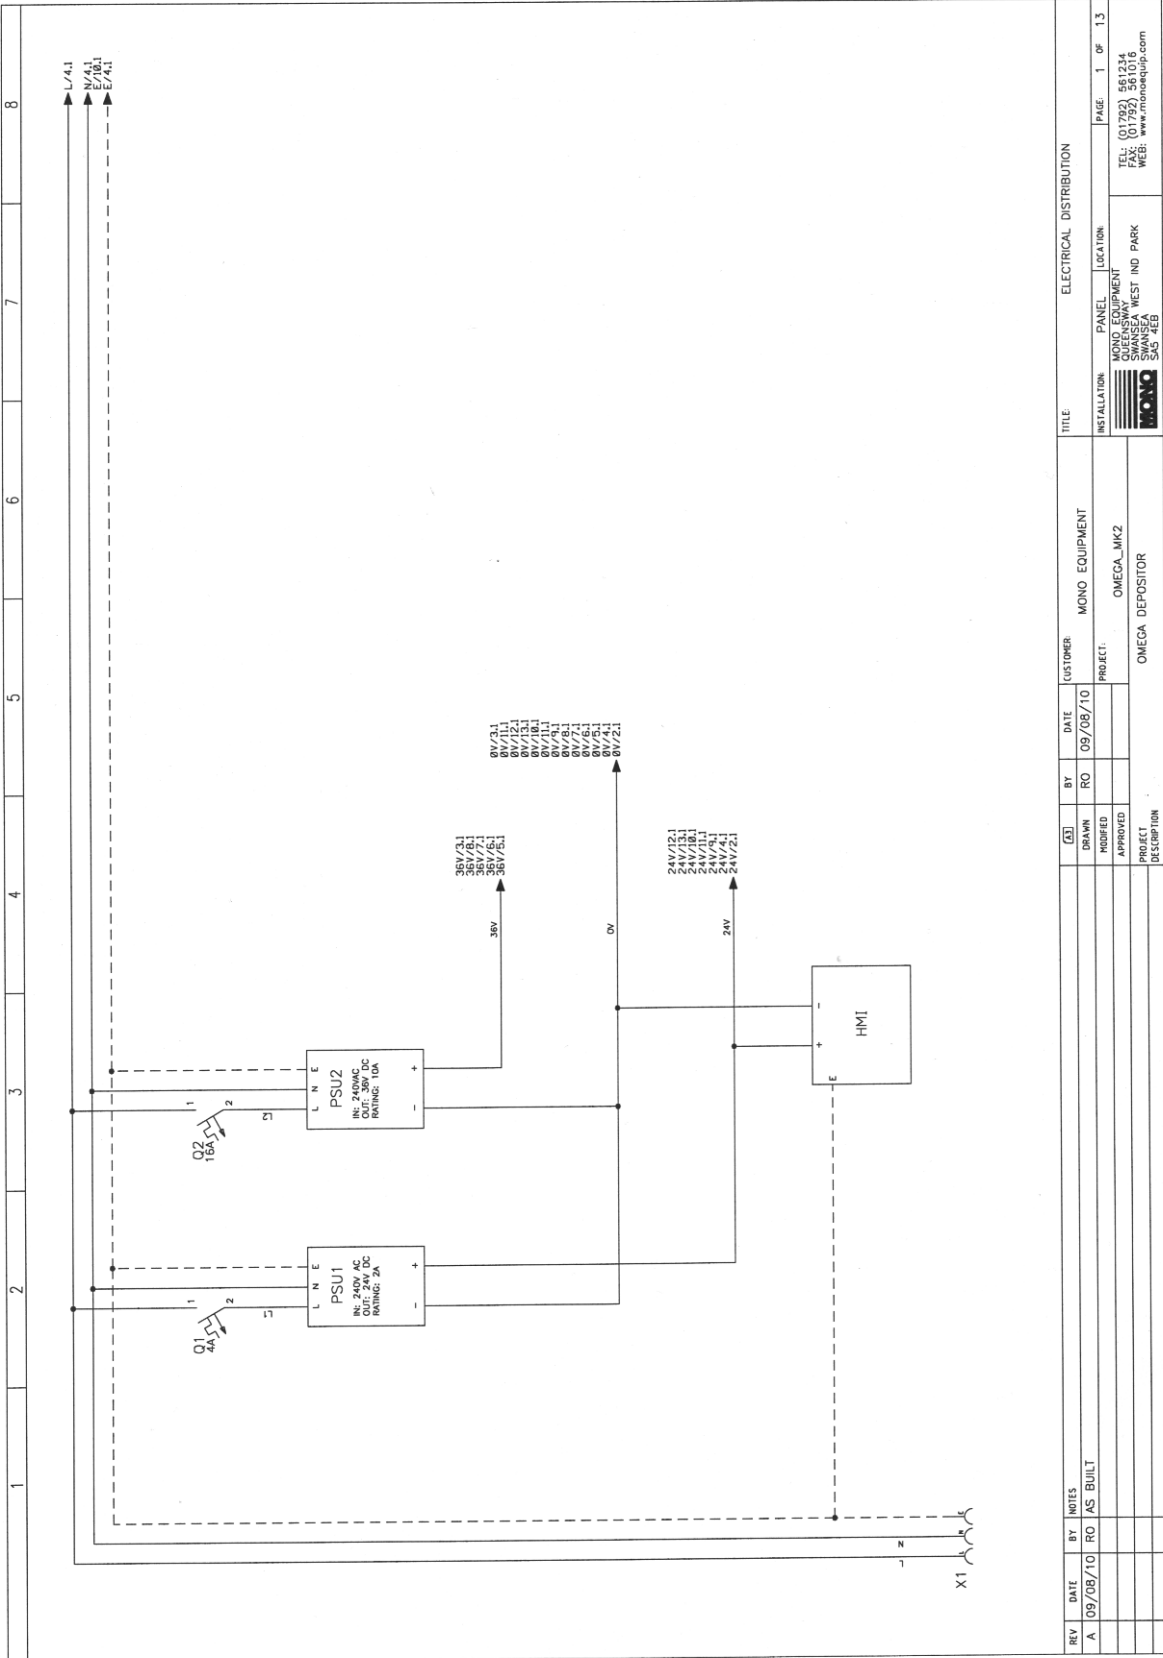 1 2 3 4 5 6 7 8
L/4.1
N/4.1
E/10.1
E/4.1
Q1
4A
1
2
L1
Q2
16A
1
2
L2
L N E
PSU1
IN: 240V AC
OUT: 24V DC
RATING: 2A
- +
L N E
PSU2
IN: 240VAC
OUT: 36V DC
RATING: 10A
- +
36V
36V/3.1
36V/8.1
36V/7.1
36V/6.1
36V/5.1
0V
0V/3.1
0V/11.1
0V/12.1
0V/13.1
0V/10.1
0V/11.1
0V/9.1
0V/8.1
0V/7.1
0V/6.1
0V/5.1
0V/4.1
0V/2.1
24V
24V/12.1
24V/13.1
24V/10.1
24V/11.1
24V/9.1
24V/4.1
24V/2.1
E + -
HMI
L
N
X1
L N E
REV DATE BY NOTES
A 09/08/10 RO AS BUILT
A3 BY DATE
DRAWN RO 09/08/10
MODIFIED
APPROVED
PROJECT
DESCRIPTION
OMEGA DEPOSITOR
CUSTOMER: MONO EQUIPMENT
PROJECT: OMEGA_MK2
TITLE: ELECTRICAL DISTRIBUTION
INSTALLATION: PANEL LOCATION: PAGE: 1 OF 13
MONO
MONO EQUIPMENT
QUEENSWAY
SWANSEA WEST IND PARK
SWANSEA
SA5 4EB
TEL: (01792) 561234
FAX: (01792) 561016
WEB: www.monoequip.com